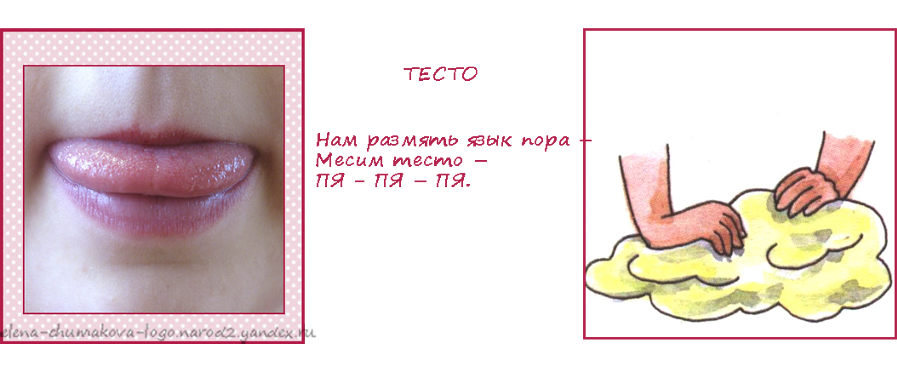 ТЕСТО
Нам размять язык пора –
Месим тесто –
ПЯ – ПЯ – ПЯ.
elena-chumakova-logo.narod2.yandex.ru